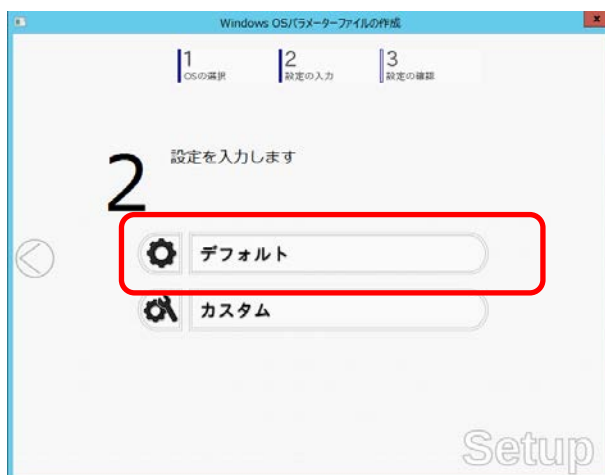 Windows OSパラメーターファイルの作成
x
1
OSの選択
2
設定の入力
3
設定の確認
2
設定を入力します
デフォルト
カスタム
Setup